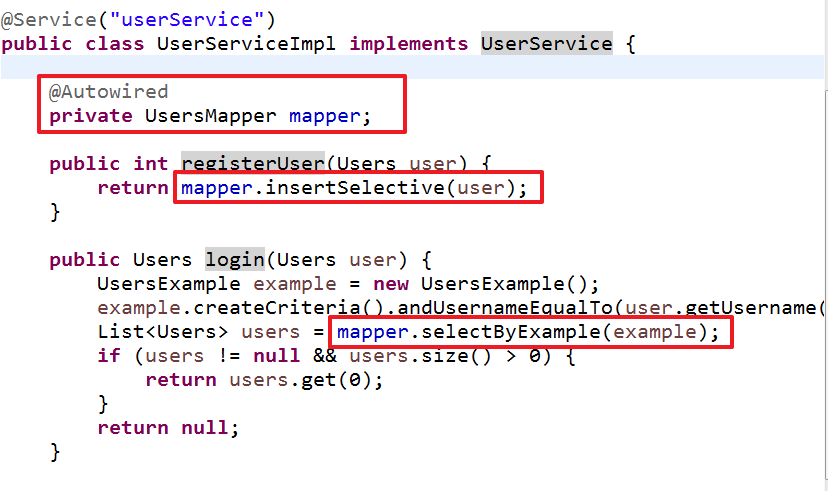 @Service("userService")
public class UserServiceImpl implements UserService {
@Autowired
private UsersMapper mapper;
public int registerUser(Users user) {
return mapper.insertSelective(user);
}
public Users login(Users user) {
UsersExample example = new UsersExample();
example.createCriteria().andUsernameEqualTo(user.getUsername(
List<Users> users = mapper.selectByExample(example);
if (users != null && users.size() > 0) {
return users.get(0);
}
return null;
}